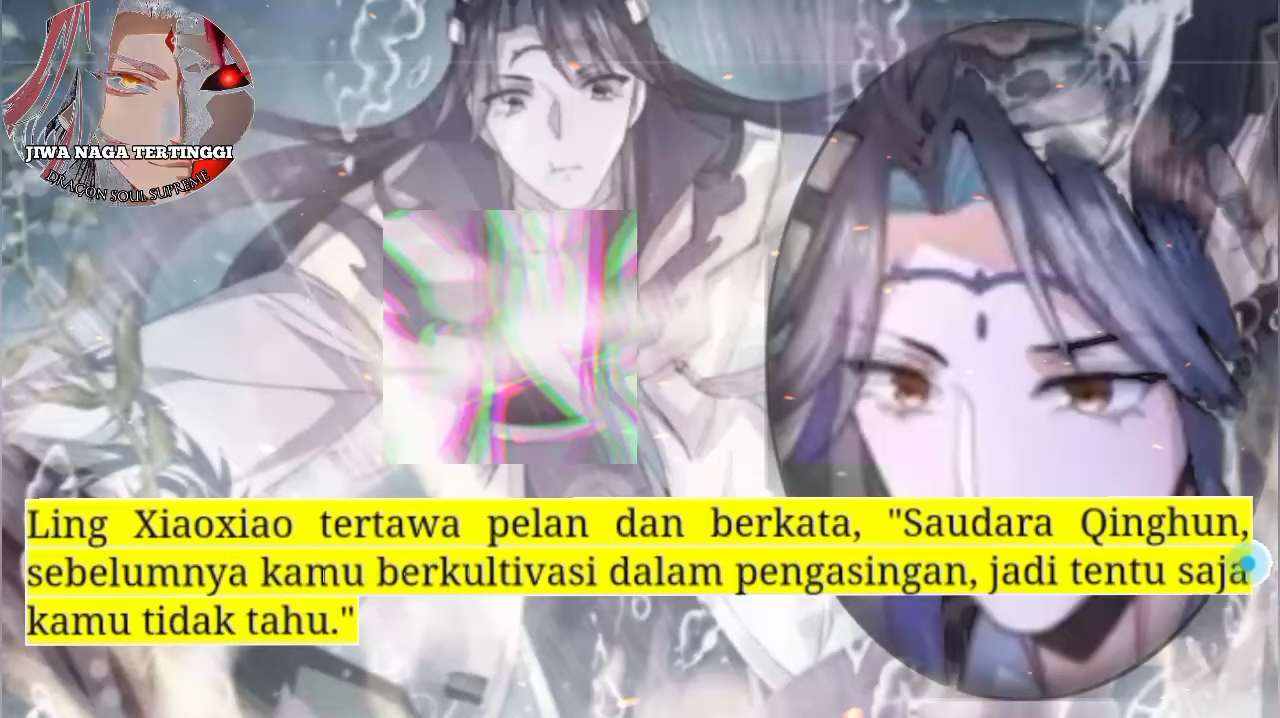 JIWA NAGA TERTINGGI
DRAGON SOUL SUPREME
Ling Xiaoxiao tertawa pelan dan berkata, "Saudara Qinghun,
sebelumnya kamu berkultivasi dalam pengasingan, jadi tentu saja
kamu tidak tahu."